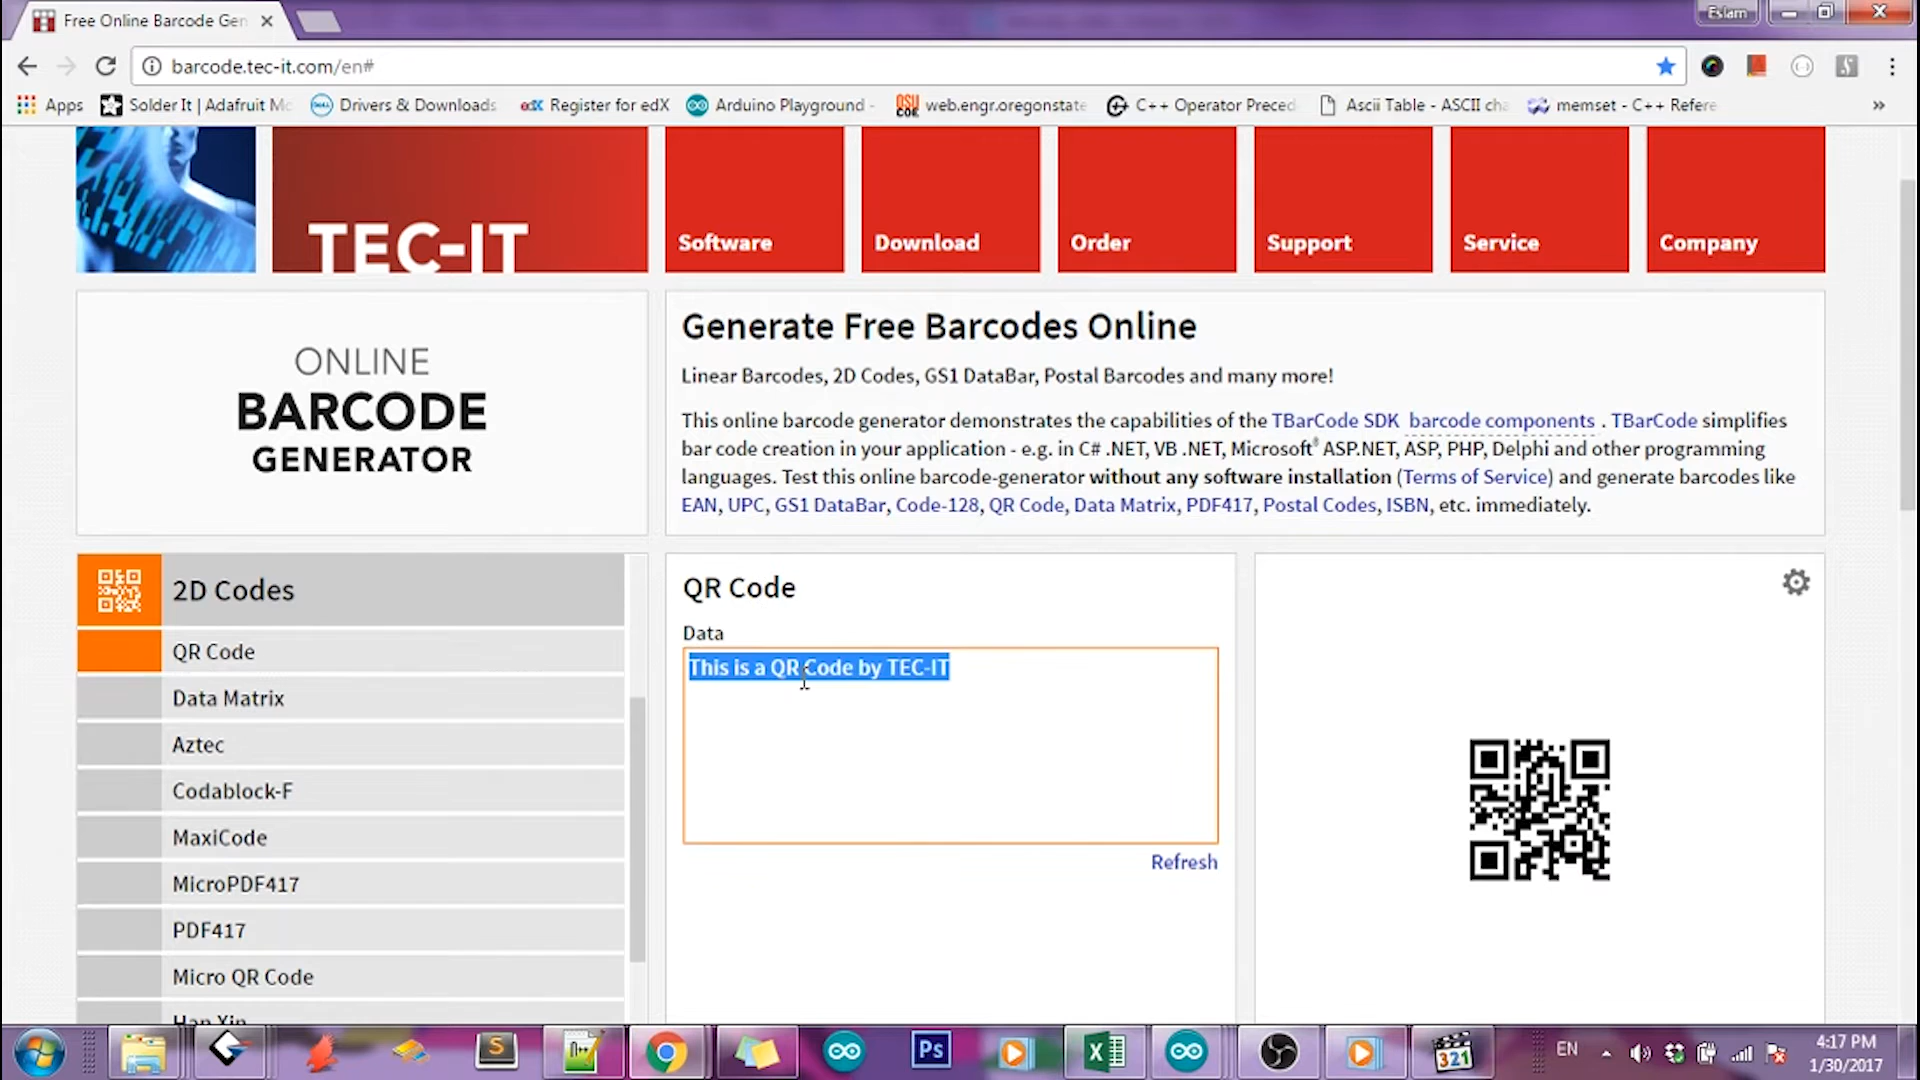 Free Online Barcode Gen
Eslam
barcode.tec-it.com/en#
Apps
Solder It | Adafruit
Drivers & Downloads
edX
Register for edX
Arduino Playground -
OSU
COE
web.engr.oregonstate
C++ Operator Preced
Ascii Table - ASCII cha
memset - C++ Refere
TEC-IT
Software
Download
Order
Support
Service
Company
ONLINE
BARCODE
GENERATOR
Generate Free Barcodes Online
Linear Barcodes, 2D Codes, GS1 DataBar, Postal Barcodes and many more!
This online barcode generator demonstrates the capabilities of the TBarCode SDK barcode components . TBarCode simplifies
bar code creation in your application - e.g. in C# .NET, VB .NET, Microsoft® ASP.NET, ASP, PHP, Delphi and other programming
languages. Test this online barcode-generator without any software installation (Terms of Service) and generate barcodes like
EAN, UPC, GS1 DataBar, Code-128, QR Code, Data Matrix, PDF417, Postal Codes, ISBN, etc. immediately.
2D Codes
QR Code
Data Matrix
Aztec
Codablock-F
MaxiCode
MicroPDF417
PDF417
Micro QR Code
Han Xin
QR Code
Data
This is a QR Code by TEC-IT
Refresh
S
Ps
321
EN
4:17 PM
1/30/2017